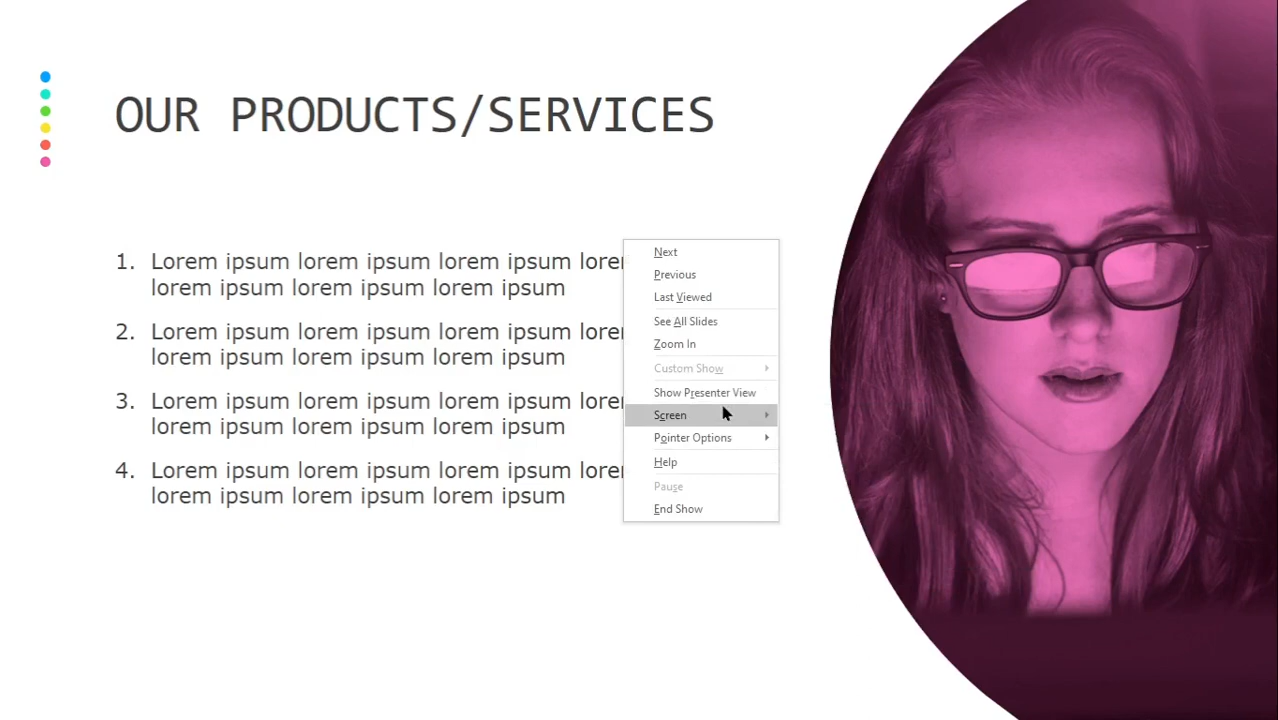 OUR PRODUCTS/SERVICES
1. Lorem ipsum lorem ipsum lorem ipsum
lorem ipsum lorem ipsum lorem ipsum
2. Lorem ipsum lorem ipsum lorem ipsum
lorem ipsum lorem ipsum lorem ipsum
3. Lorem ipsum lorem ipsum lorem ipsum
lorem ipsum lorem ipsum lorem ipsum
4. Lorem ipsum lorem ipsum lorem ipsum
lorem ipsum lorem ipsum lorem ipsum
Next
Previous
Last Viewed
See All Slides
Zoom In
Custom Show
Show Presenter View
Screen
Pointer Options
Help
Pause
End Show